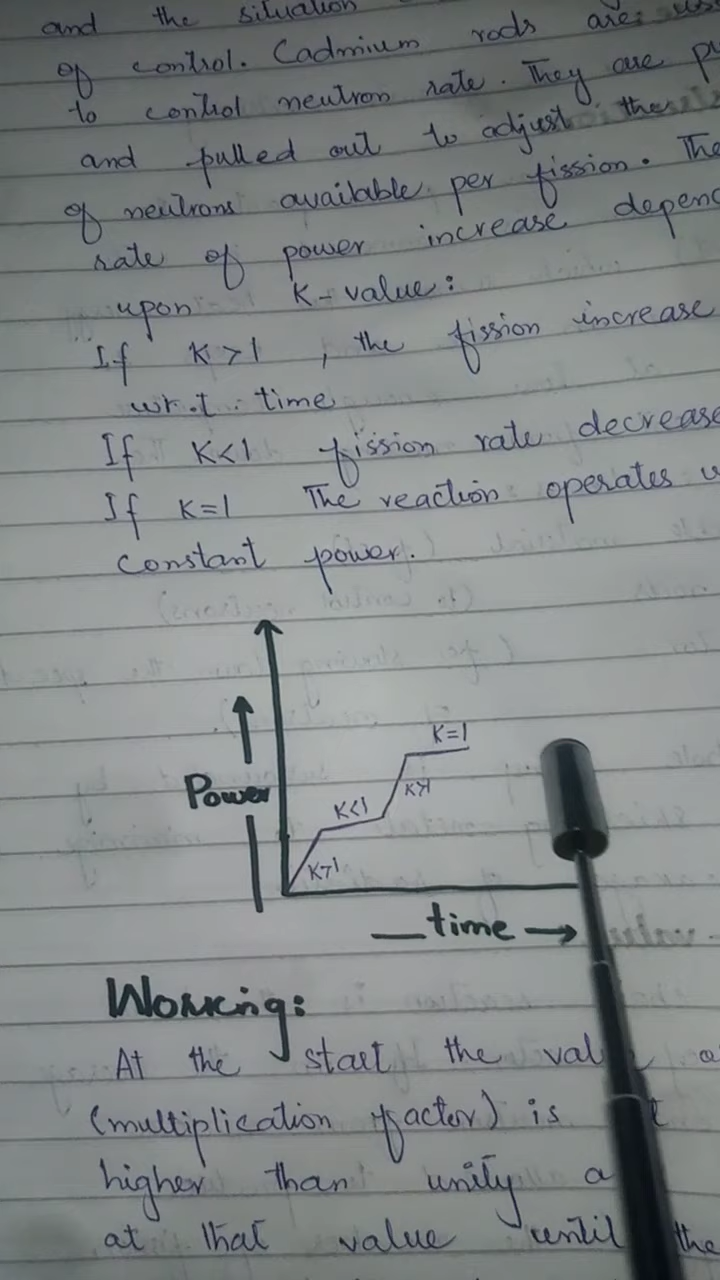 and the situation
of control. Cadmium rods are
to control neutron rate. They are
and pulled out to adjust the
of neutrons available per fission. The
rate of power increase
upon K-value:
If K>1, the fission increase
w.r.t. time
If K<1 fission rate decrease
If K=1 The reaction operates
constant power.
K=1
Power
K>1
K<1
K>1
time
Working:
At the start the
(multiplication factor) is
higher than unity
at that value until the